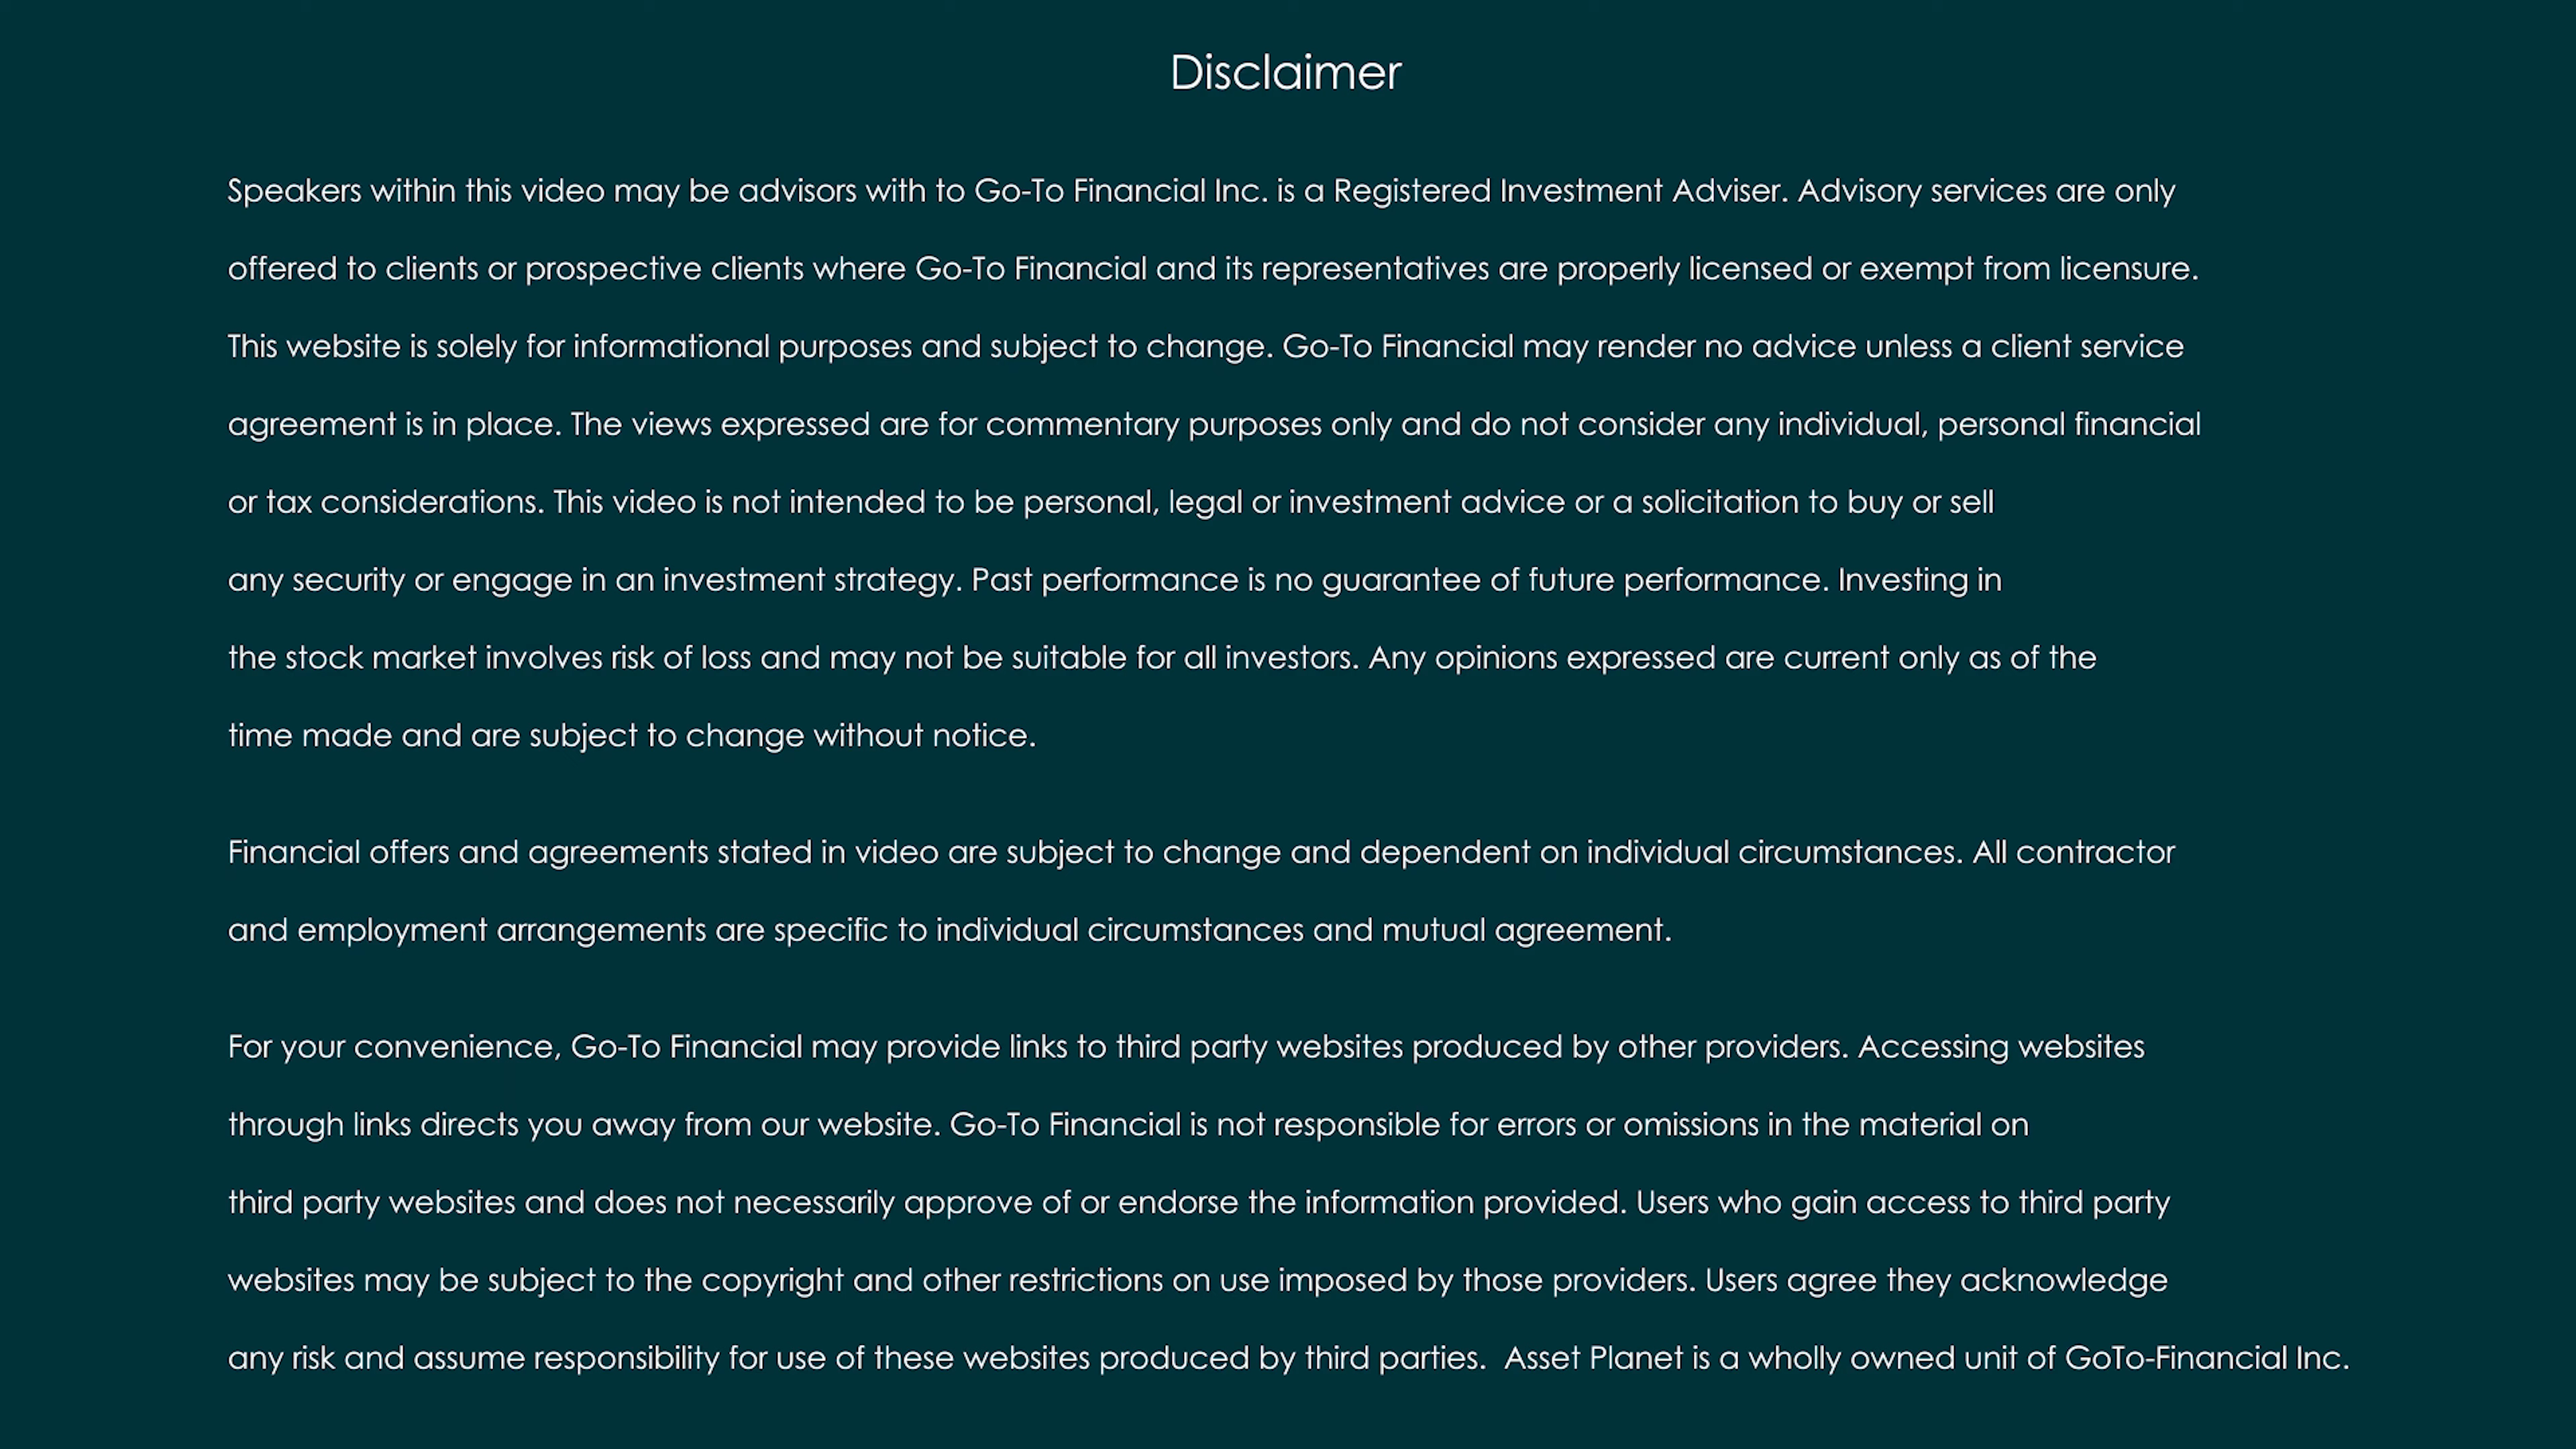 Disclaimer
Speakers within this video may be advisors with to Go-To Financial Inc. is a Registered Investment Adviser. Advisory services are only
offered to clients or prospective clients where Go-To Financial and its representatives are properly licensed or exempt from licensure.
This website is solely for informational purposes and subject to change. Go-To Financial may render no advice unless a client service
agreement is in place. The views expressed are for commentary purposes only and do not consider any individual, personal financial
or tax considerations. This video is not intended to be personal, legal or investment advice or a solicitation to buy or sell
any security or engage in an investment strategy. Past performance is no guarantee of future performance. Investing in
the stock market involves risk of loss and may not be suitable for all investors. Any opinions expressed are current only as of the
time made and are subject to change without notice.
Financial offers and agreements stated in video are subject to change and dependent on individual circumstances. All contractor
and employment arrangements are specific to individual circumstances and mutual agreement.
For your convenience, Go-To Financial may provide links to third party websites produced by other providers. Accessing websites
through links directs you away from our website. Go-To Financial is not responsible for errors or omissions in the material on
third party websites and does not necessarily approve of or endorse the information provided. Users who gain access to third party
websites may be subject to the copyright and other restrictions on use imposed by those providers. Users agree they acknowledge
any risk and assume responsibility for use of these websites produced by third parties.  Asset Planet is a wholly owned unit of GoTo-Financial Inc.